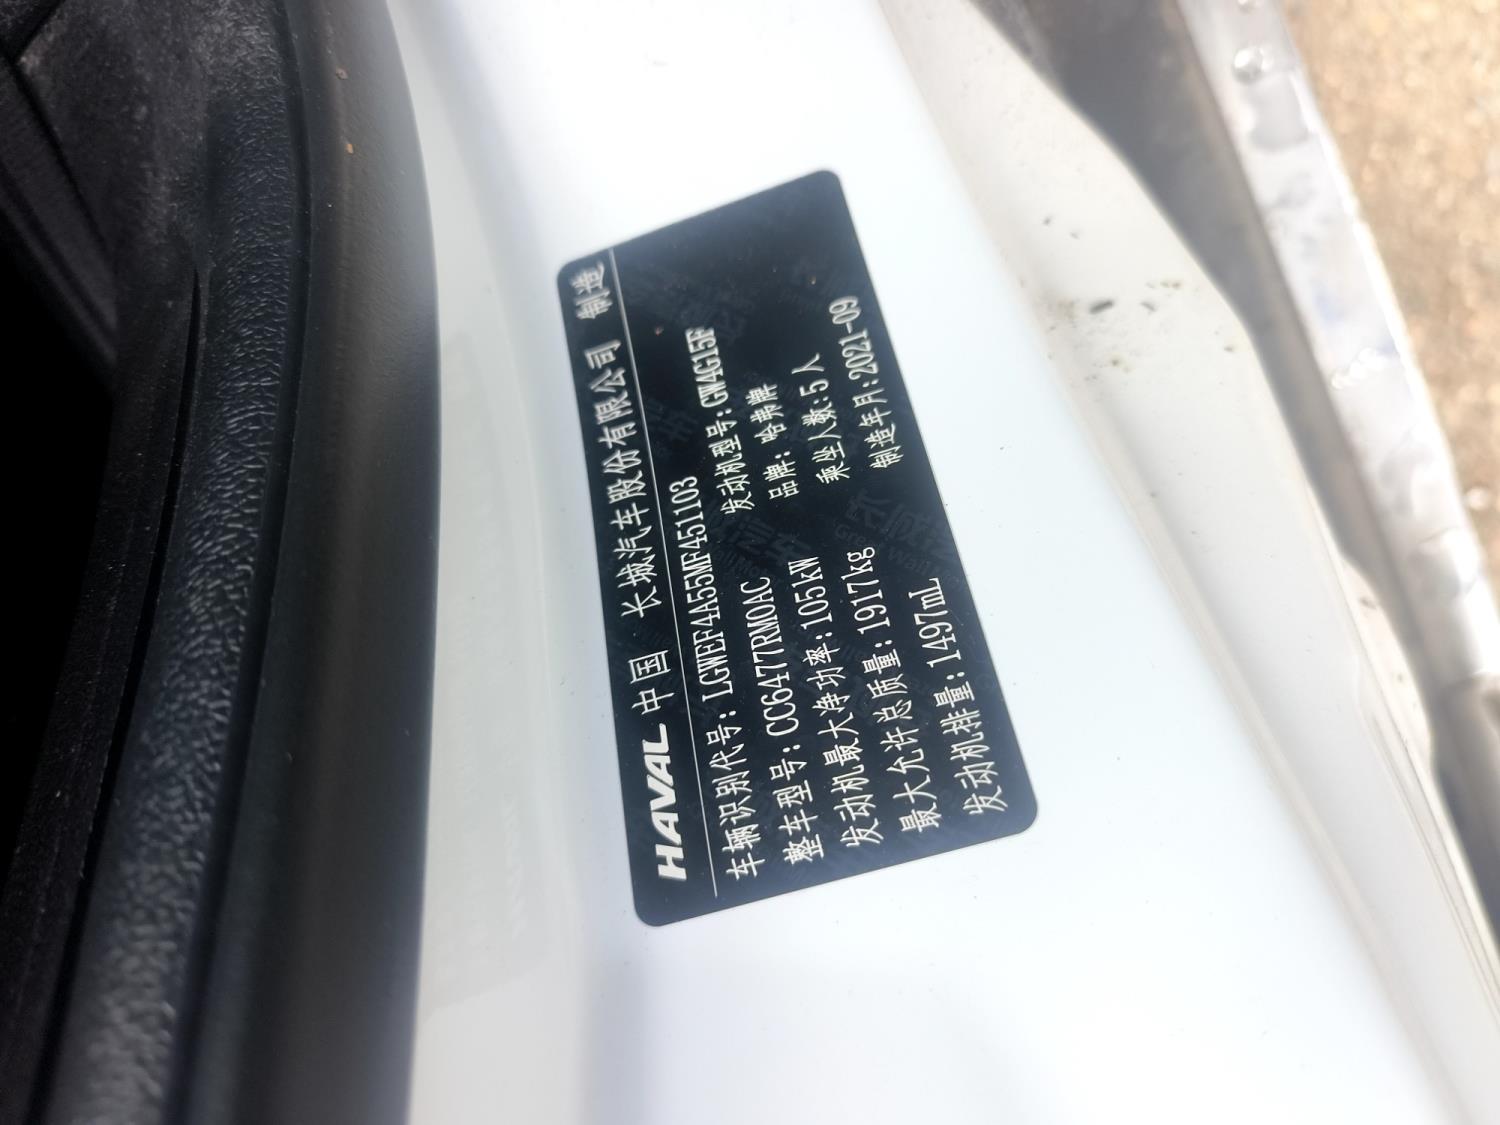 HAVAL 中国 长城汽车股份有限公司 制造
车辆识别代号: LGWEF4A55MF451103
整车型号: CC6477RM0AC 发动机型号: GW4G15F
发动机最大净功率: 105kW 品牌: 哈弗牌
最大允许总质量: 1917kg 乘坐人数: 5人
发动机排量: 1497mL 制造年月: 2021-09